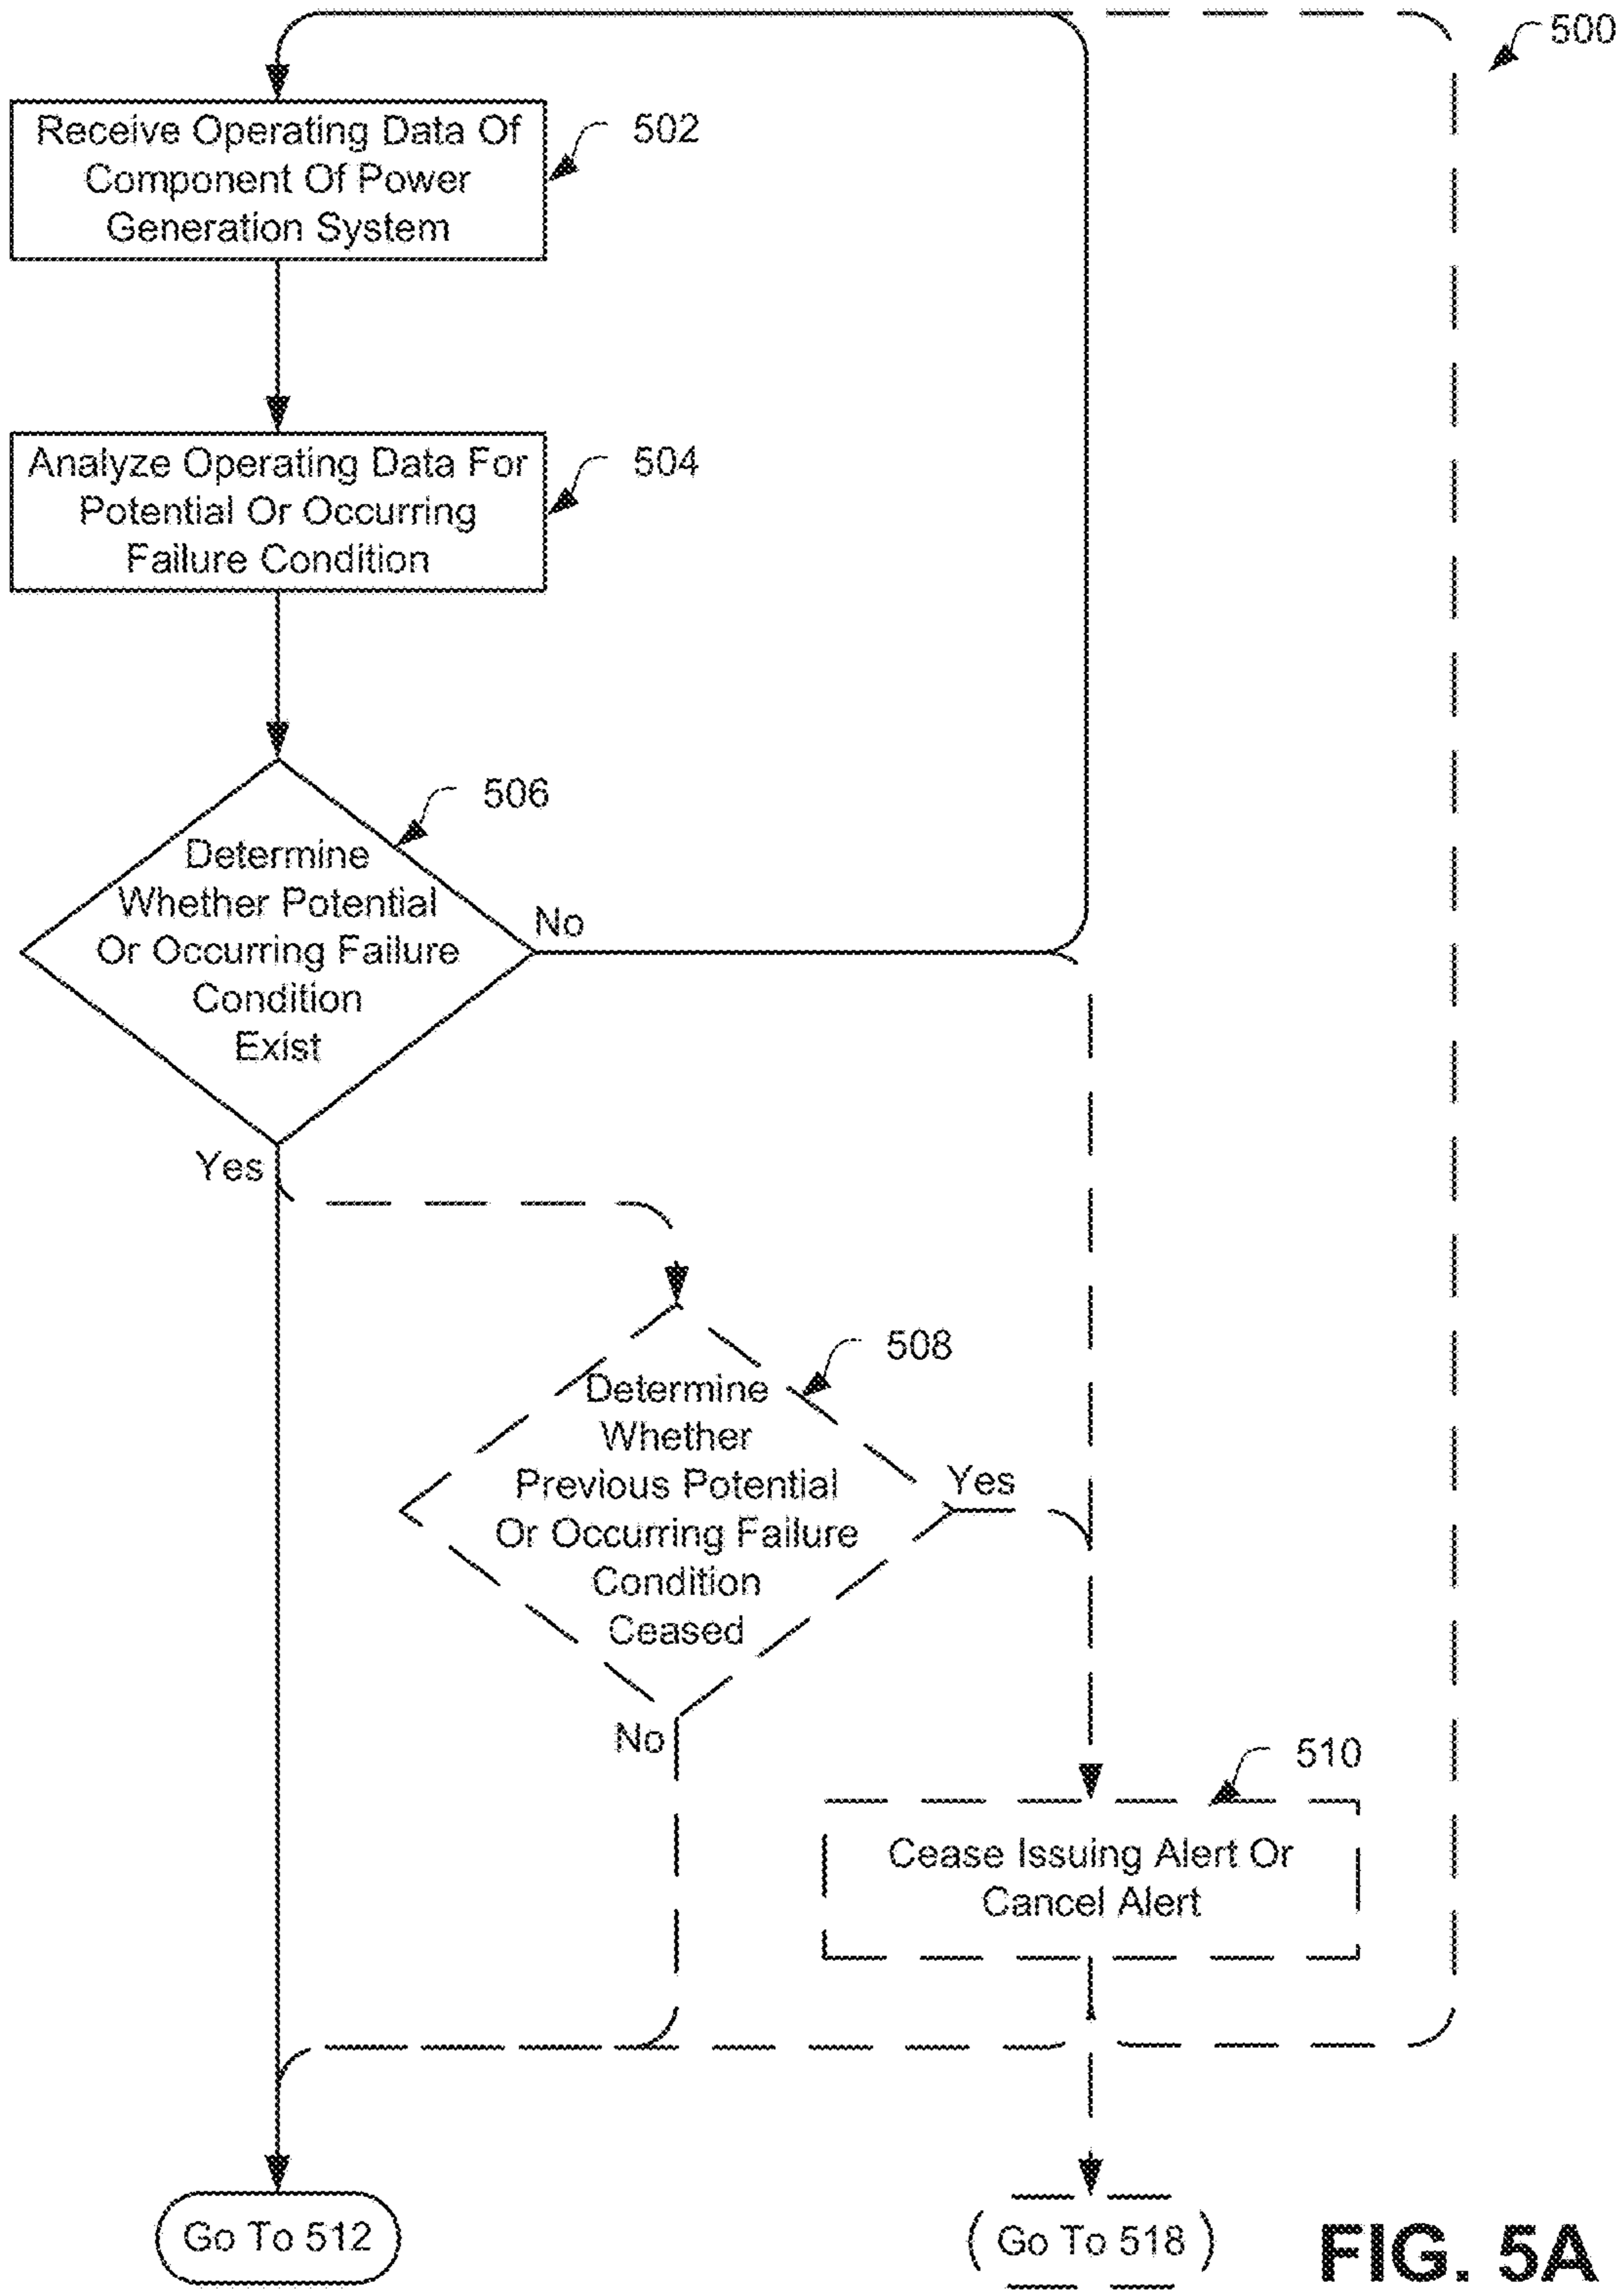 500
Receive Operating Data Of
Component Of Power
Generation System
502
Analyze Operating Data For
Potential Or Occurring
Failure Condition
504
506
Determine
Whether Potential
Or Occurring Failure
Condition
Exist
No
Yes
508
Determine
Whether
Previous Potential
Or Occurring Failure
Condition
Ceased
Yes
No
510
Cease Issuing Alert Or
Cancel Alert
Go To 512
Go To 518
FIG. 5A